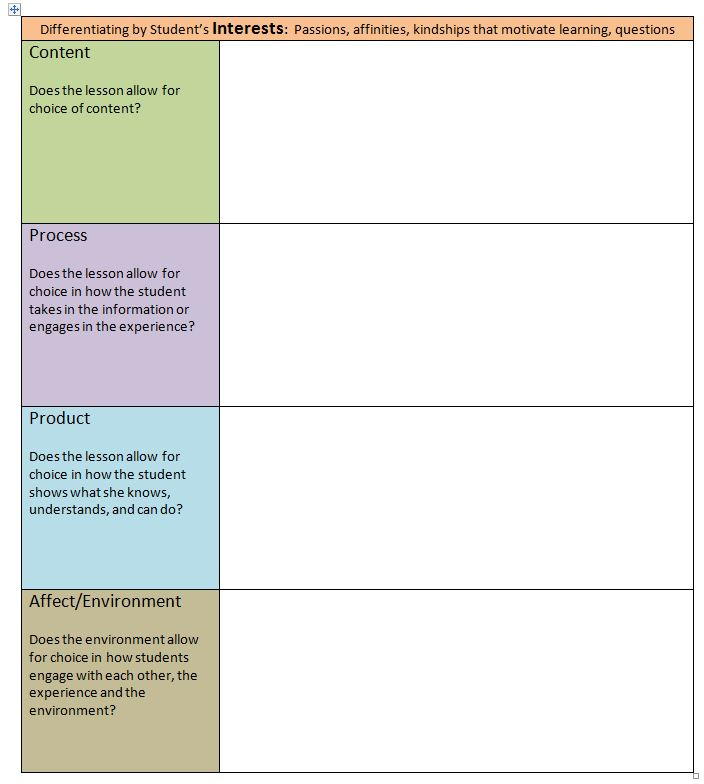 Differentiating by Student’s Interests: Passions, affinities, kindships that motivate learning, questions
Content
Does the lesson allow for
choice of content?
Process
Does the lesson allow for
choice in how the student
takes in the information or
engages in the experience?
Product
Does the lesson allow for
choice in how the student
shows what she knows,
understands, and can do?
Affect/Environment
Does the environment allow
for choice in how students
engage with each other, the
experience and the
environment?